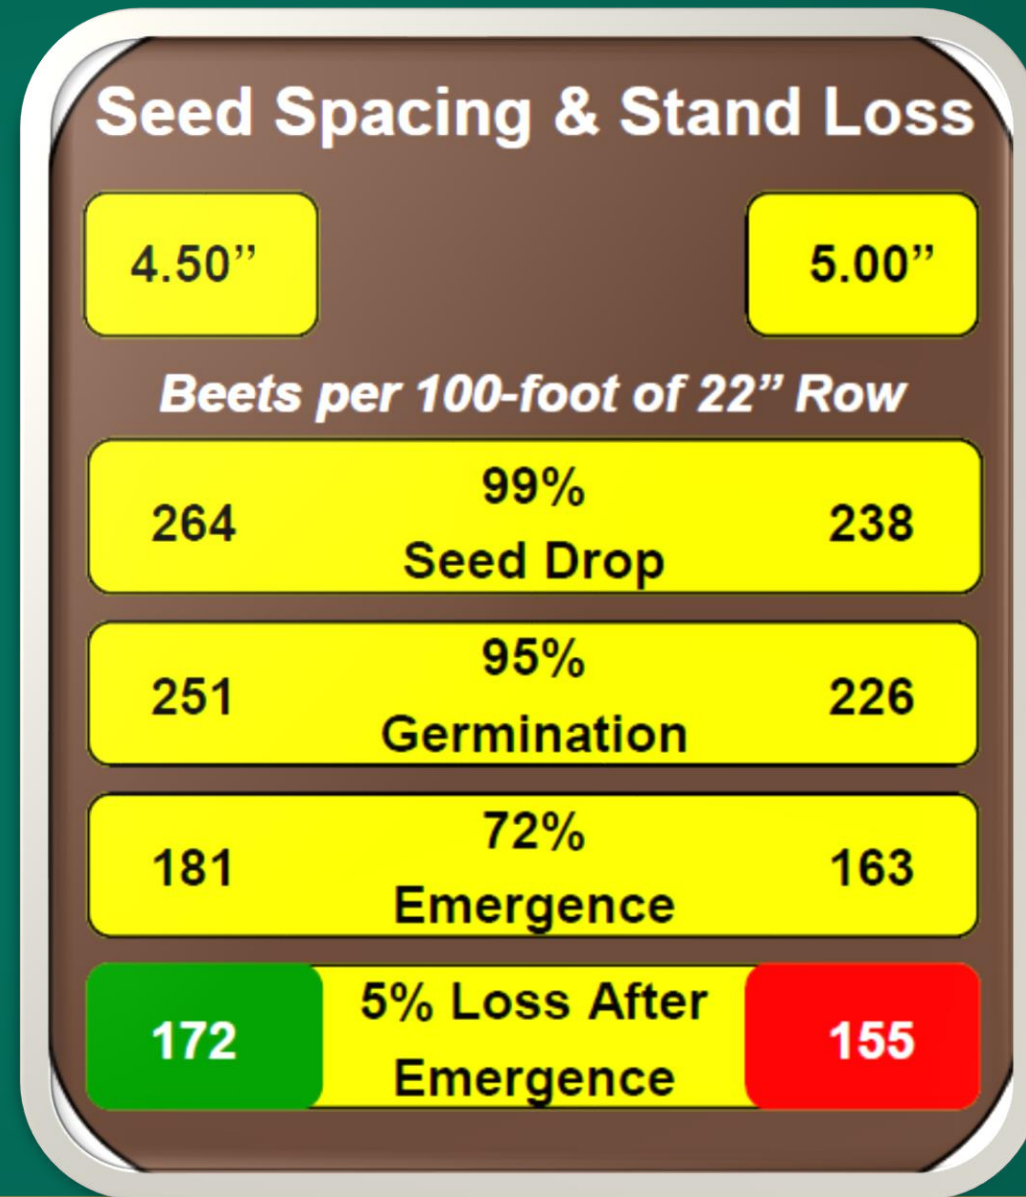 Seed Spacing & Stand Loss
4.50’’ 5.00’’
Beets per 100-foot of 22” Row
99%
264 238
Seed Drop
95%
251 226
Germination
72%
181 163
Emergence
5% Loss After
172 155
Emergence